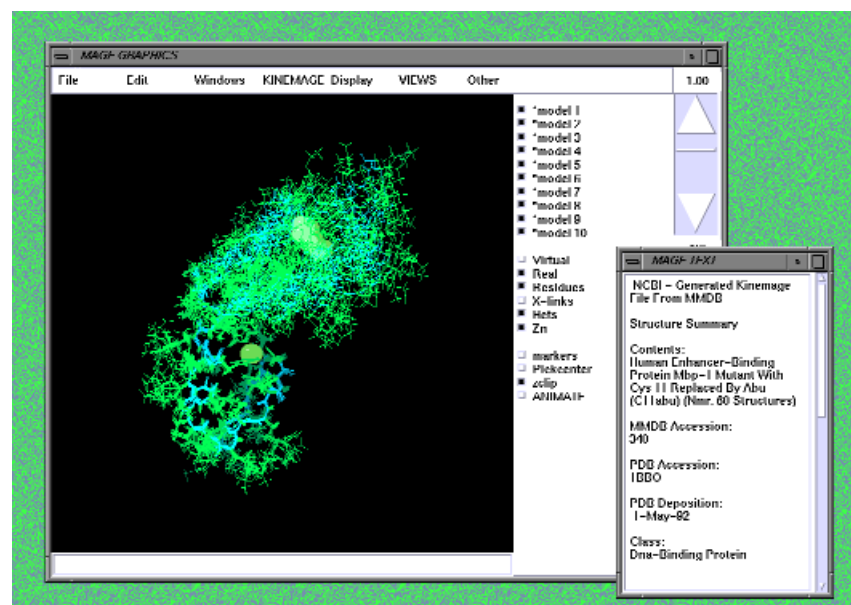 MAGE GRAPHICS
File Edit Windows KINEMAGE Display VIEWS Other 1.00
*model 1
*model 2
*model 3
*model 4
*model 5
*model 6
*model 7
*model 8
*model 9
*model 10
Virtual
Real
Residues
X-links
Hets
Zn
markers
Pickcenter
zclip
ANIMATE
MAGE TEXT
NCBI - Generated Kinemage
File From MMDB
Structure Summary
Contents:
Human Enhancer-Binding
Protein Mbp-1 Mutant With
Cys 11 Replaced By Abu
(C11abu) (Nmr, 60 Structures)
MMDB Accession:
340
PDB Accession:
1BBO
PDB Deposition:
1-May-92
Class:
Dna-Binding Protein